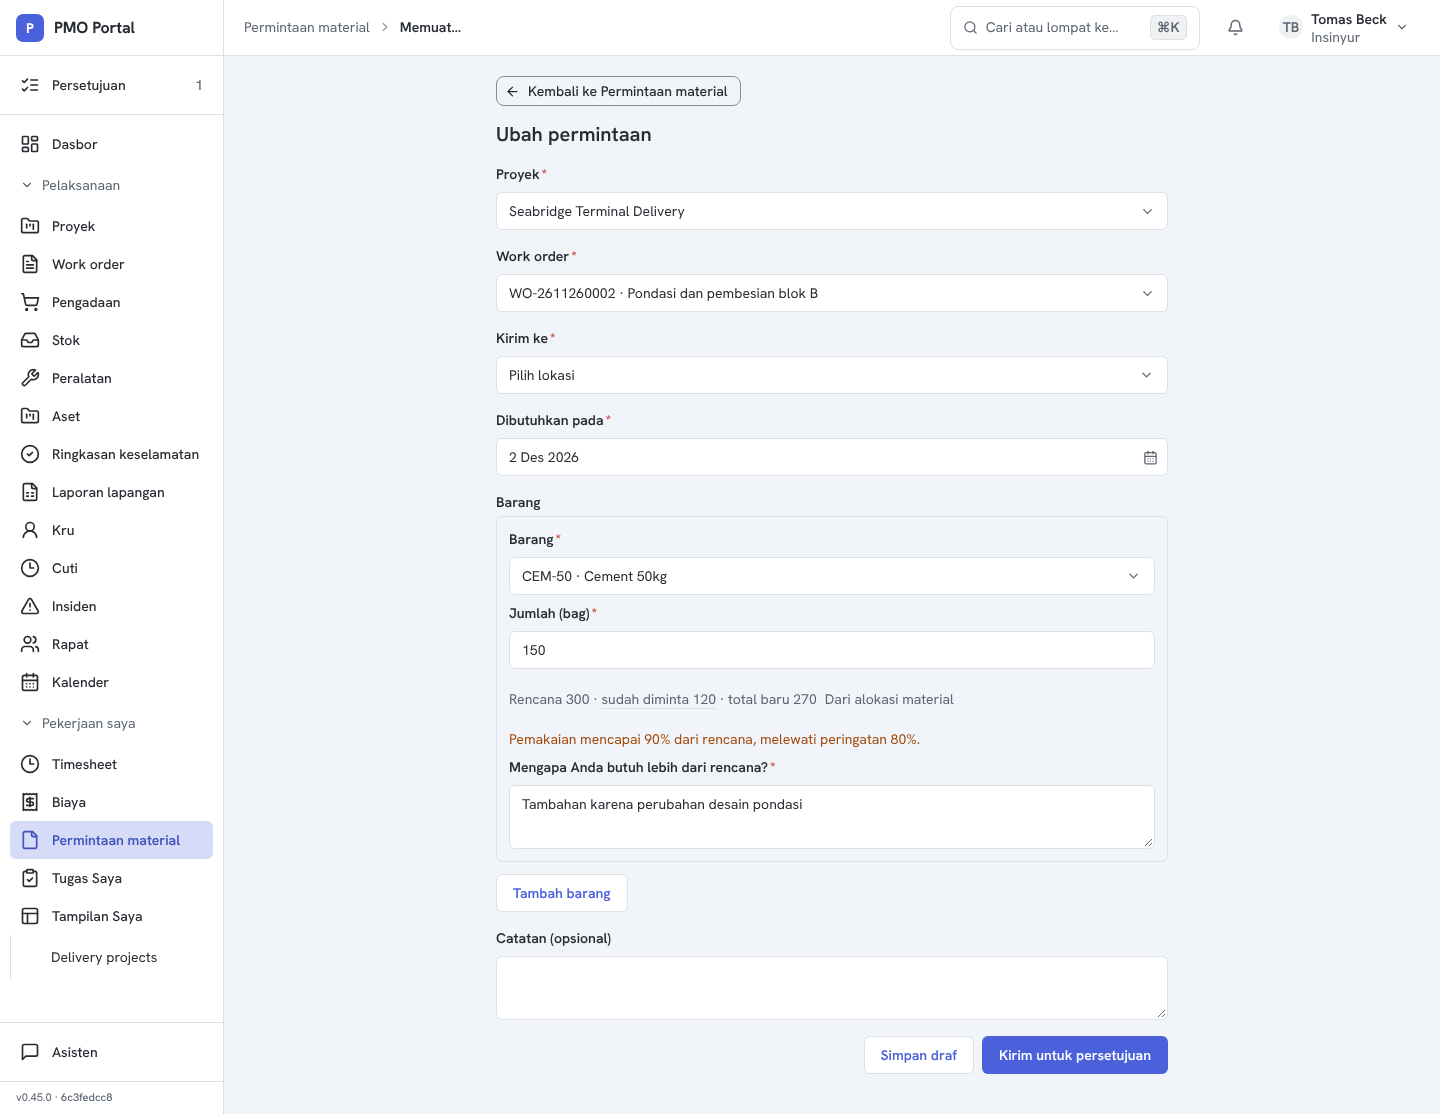 P PMO Portal
Permintaan material > Memuat...
Cari atau lompat ke... ⌘K
TB Tomas Beck
Insinyur
Persetujuan 1
Dasbor
Pelaksanaan
Proyek
Work order
Pengadaan
Stok
Peralatan
Aset
Ringkasan keselamatan
Laporan lapangan
Kru
Cuti
Insiden
Rapat
Kalender
Pekerjaan saya
Timesheet
Biaya
Permintaan material
Tugas Saya
Tampilan Saya
Delivery projects
Asisten
v0.45.0 · 6c3fedcc8
Kembali ke Permintaan material
Ubah permintaan
Proyek*
Seabridge Terminal Delivery
Work order*
WO-2611260002 · Pondasi dan pembesian blok B
Kirim ke*
Pilih lokasi
Dibutuhkan pada*
2 Des 2026
Barang
Barang*
CEM-50 · Cement 50kg
Jumlah (bag)*
150
Rencana 300 · sudah diminta 120 · total baru 270 Dari alokasi material
Pemakaian mencapai 90% dari rencana, melewati peringatan 80%.
Mengapa Anda butuh lebih dari rencana?*
Tambahan karena perubahan desain pondasi
Tambah barang
Catatan (opsional)
Simpan draf
Kirim untuk persetujuan